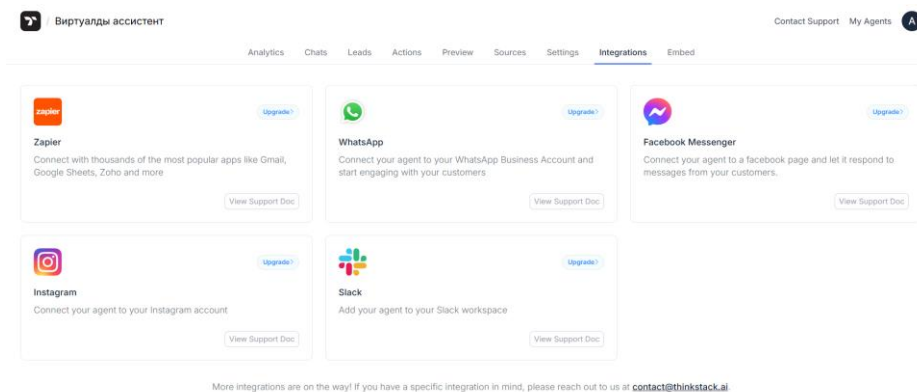 / Виртуалды ассистент
Contact Support My Agents A
Analytics Chats Leads Actions Preview Sources Settings Integrations Embed
zapier
Upgrade>
Zapier
Connect with thousands of the most popular apps like Gmail,
Google Sheets, Zoho and more
View Support Doc
Upgrade>
WhatsApp
Connect your agent to your WhatsApp Business Account and
start engaging with your customers
View Support Doc
Upgrade>
Facebook Messenger
Connect your agent to a facebook page and let it respond to
messages from your customers.
View Support Doc
Upgrade>
Instagram
Connect your agent to your Instagram account
View Support Doc
Upgrade>
Slack
Add your agent to your Slack workspace
View Support Doc
More integrations are on the way! If you have a specific integration in mind, please reach out to us at contact@thinkstack.ai.